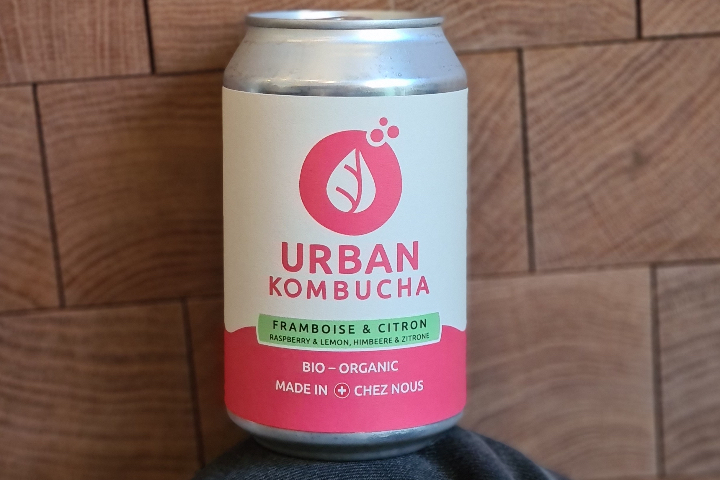 URBAN
KOMBUCHA
FRAMBOISE & CITRON
RASPBERRY & LEMON, HIMBEERE & ZITRONE
BIO – ORGANIC
MADE IN CHEZ NOUS